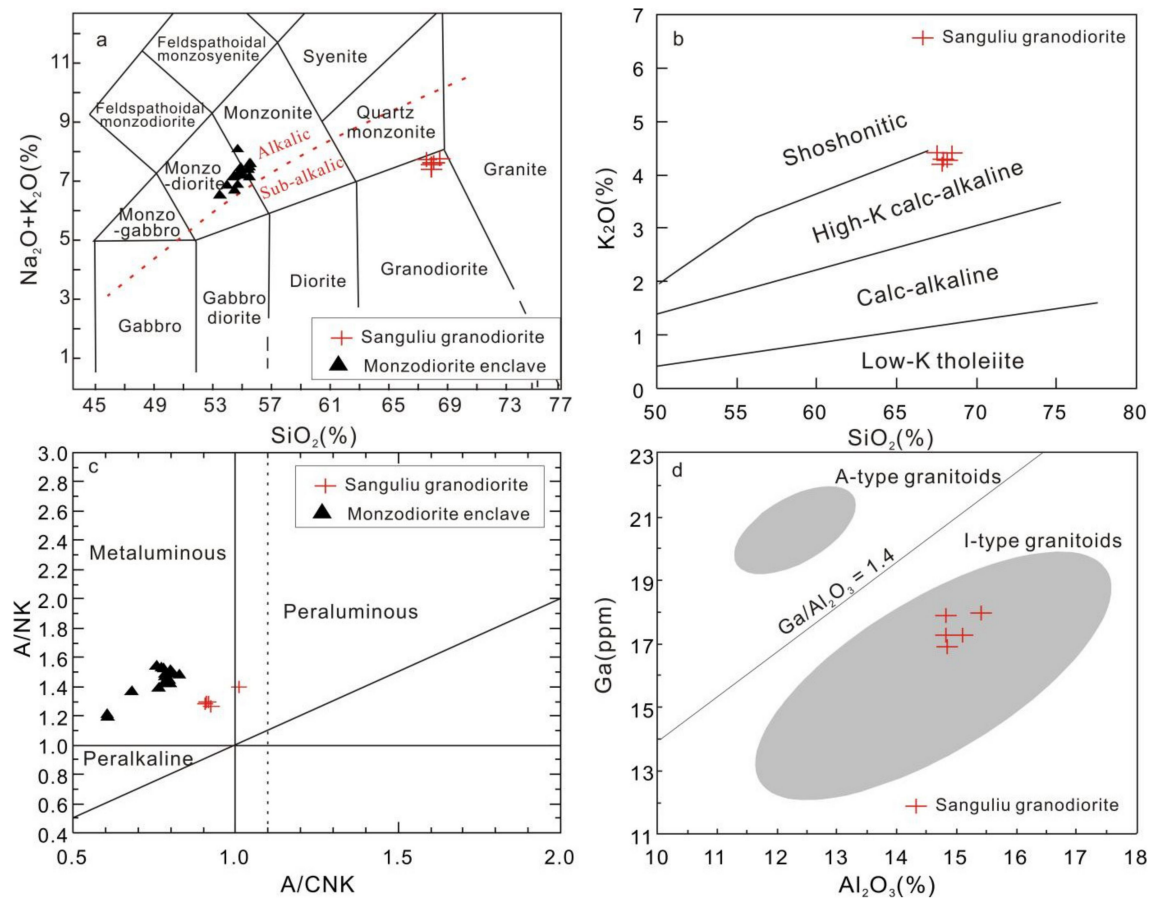 a
Feldspathoidal
monzosyenite
Syenite
Feldspathoidal
monzodiorite
Monzonite
Quartz
monzonite
Alkalic
Sub-alkalic
Monzo
-diorite
Monzo
-gabbro
Granite
Gabbro
Gabbro
diorite
Diorite
Granodiorite
Sanguliu granodiorite
Monzodiorite enclave
Na₂O+K₂O(%)
11
9
7
5
3
1
45 49 53 57 61 65 69 73 77
SiO₂(%)
b
Sanguliu granodiorite
Shoshonitic
High-K calc-alkaline
Calc-alkaline
Low-K tholeiite
K₂O(%)
7
6
5
4
3
2
1
0
50 55 60 65 70 75 80
SiO₂(%)
c
Sanguliu granodiorite
Monzodiorite enclave
Metaluminous
Peraluminous
Peralkaline
A/NK
3.0
2.8
2.6
2.4
2.2
2.0
1.8
1.6
1.4
1.2
1.0
0.8
0.6
0.4
0.5 1.0 1.5 2.0
A/CNK
d
A-type granitoids
I-type granitoids
Ga/Al₂O₃ = 1.4
Sanguliu granodiorite
Ga(ppm)
23
21
19
17
15
13
11
10 11 12 13 14 15 16 17 18
Al₂O₃(%)